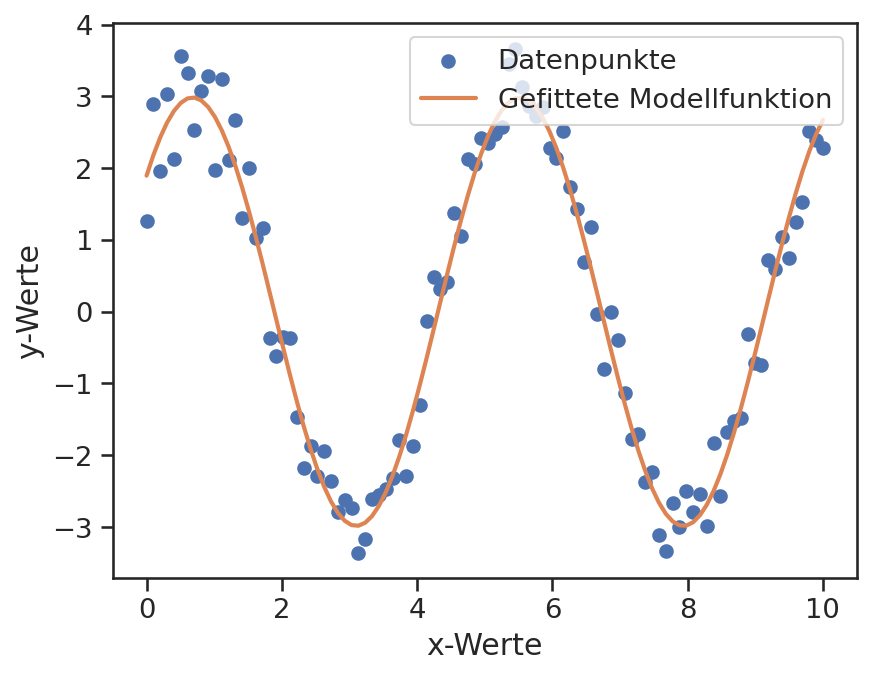 4
3
2
1
0
−1
−2
−3
y-Werte
Datenpunkte
Gefittete Modellfunktion
0 2 4 6 8 10
x-Werte